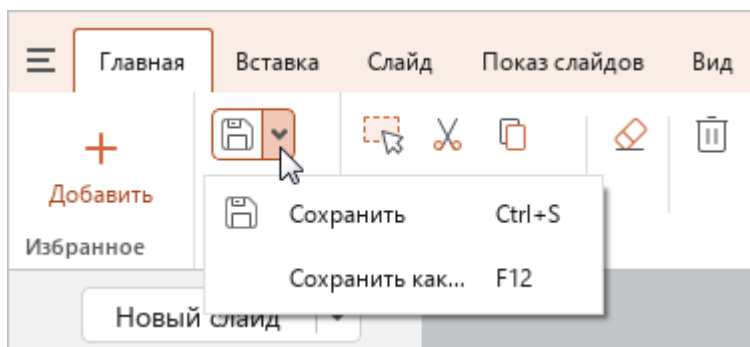 Главная Вставка Слайд Показ слайдов Вид
Добавить
Сохранить Ctrl+S
Избранное
Сохранить как... F12
Новый слайд